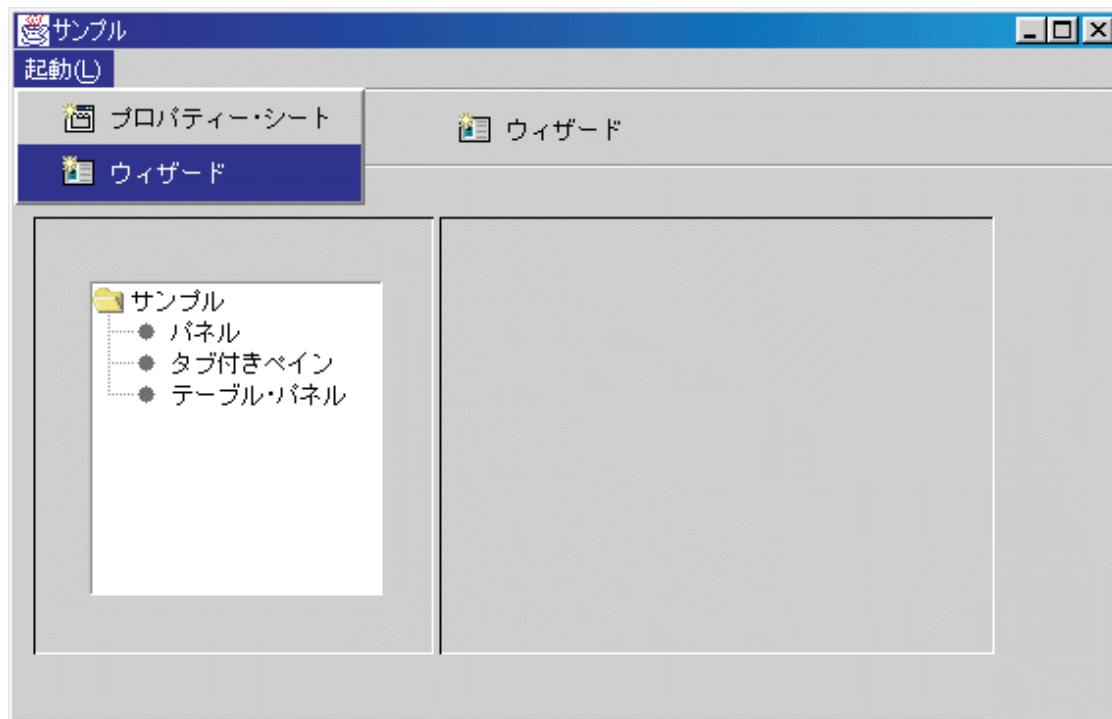 サンプル
起動(L)
プロパティー・シート
ウィザード
ウィザード
サンプル
パネル
タブ付きペイン
テーブル・パネル